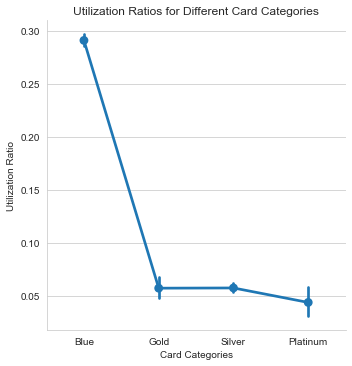 Utilization Ratios for Different Card Categories
0.30
0.25
0.20
0.15
0.10
0.05
Utilization Ratio
Blue Gold Silver Platinum
Card Categories